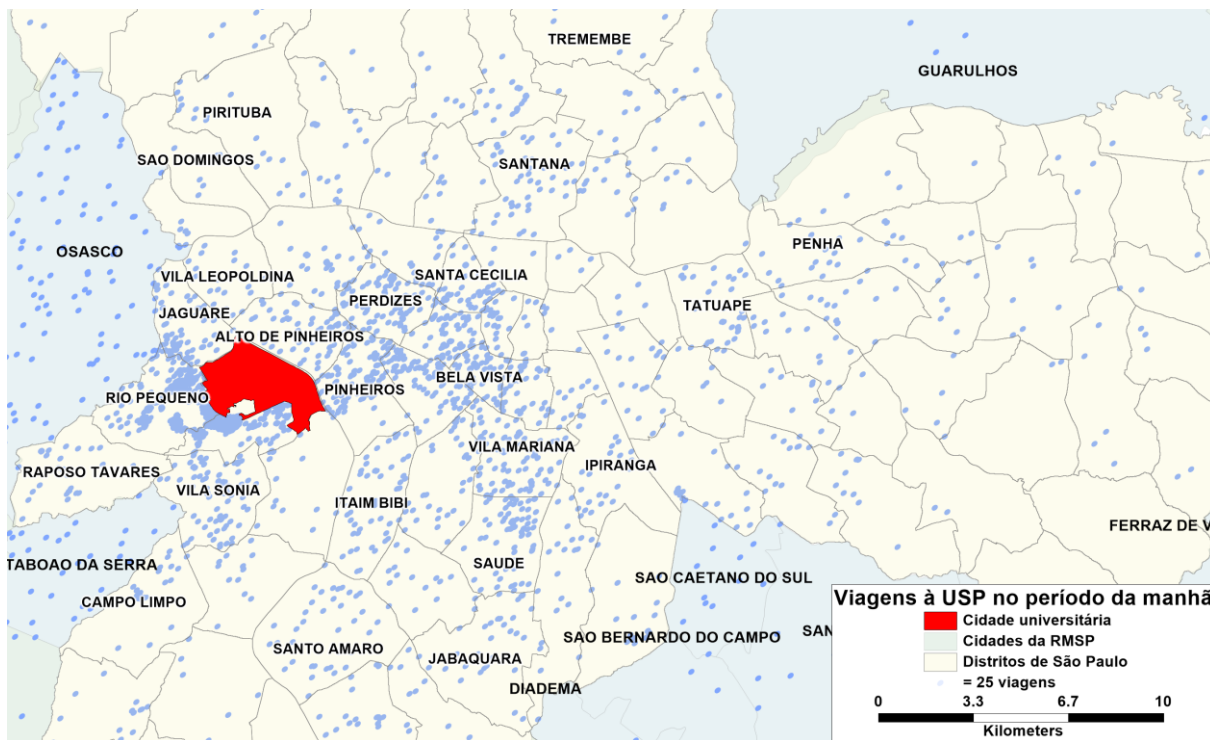 TREMEMBE
GUARULHOS
PIRITUBA
SAO DOMINGOS
SANTANA
OSASCO
PENHA
VILA LEOPOLDINA
SANTA CECILIA
PERDIZES
TATUAPE
JAGUARE
ALTO DE PINHEIROS
BELA VISTA
PINHEIROS
RIO PEQUENO
VILA MARIANA
IPIRANGA
RAPOSO TAVARES
VILA SONIA
ITAIM BIBI
FERRAZ DE V
TABOAO DA SERRA
SAUDE
SAO CAETANO DO SUL
CAMPO LIMPO
SAO BERNARDO DO CAMPO
SAN
SANTO AMARO
JABAQUARA
DIADEMA
Viagens à USP no período da manhã
Cidade universitária
Cidades da RMSP
Distritos de São Paulo
= 25 viagens
0 3.3 6.7 10
Kilometers